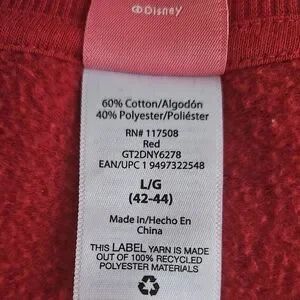 ©Disney
60% Cotton/Algodón
40% Polyester/Poliéster
RN# 117508
Red
GT2DNY6278
EAN/UPC 1 9497322548
L/G
(42-44)
Made in/Hecho En
China
THIS LABEL YARN IS MADE
OUT OF 100% RECYCLED
POLYESTER MATERIALS